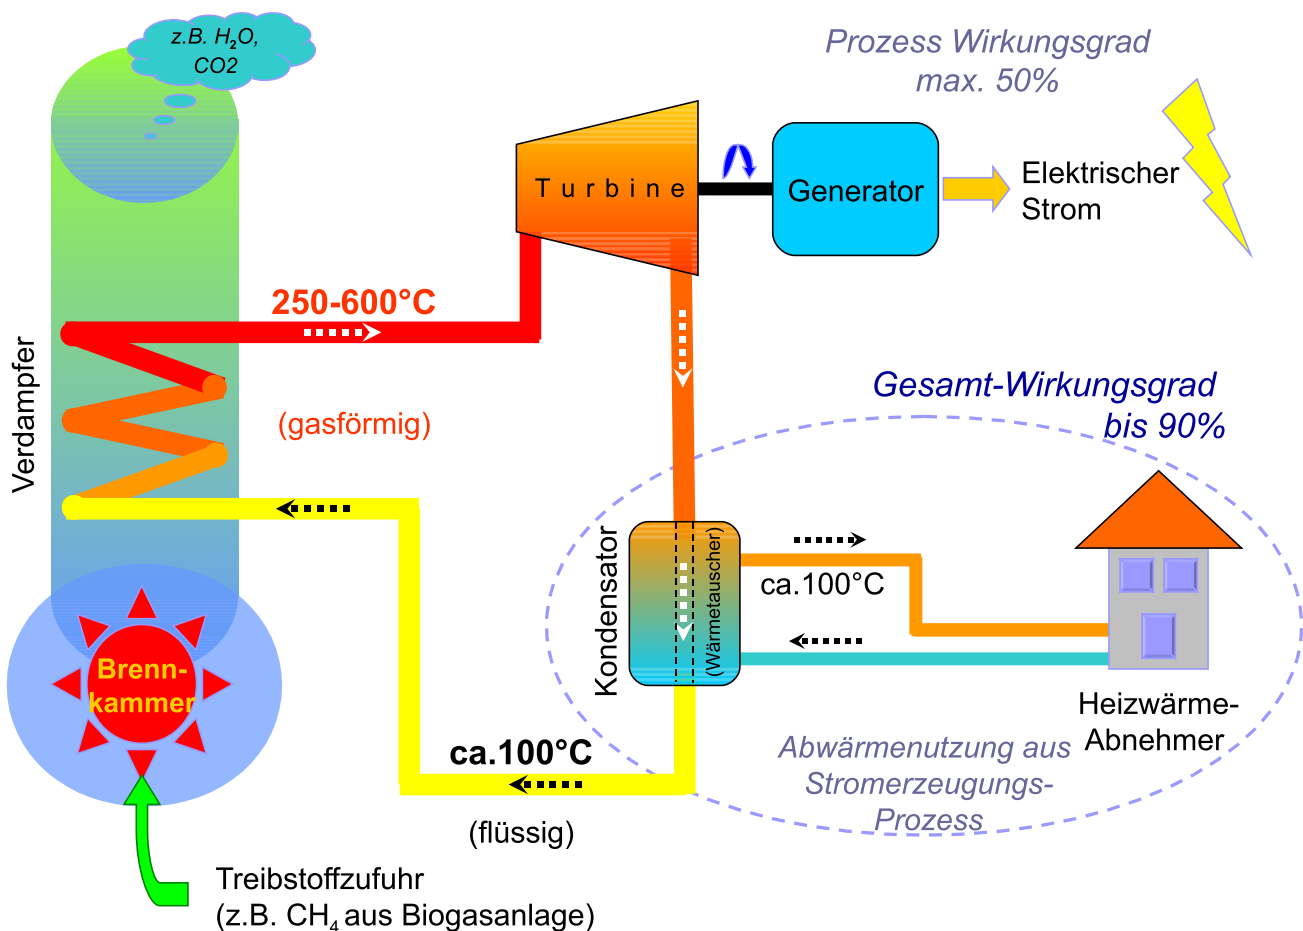 z.B. H₂O,
CO2
Prozess Wirkungsgrad
max. 50%
Turbine
Generator
Elektrischer
Strom
250-600°C
(gasförmig)
Verdampfer
Gesamt-Wirkungsgrad
bis 90%
Kondensator
(Wärmetauscher)
ca.100°C
Brenn-
kammer
Heizwärme-
Abnehmer
ca.100°C
(flüssig)
Abwärmenutzung aus
Stromerzeugungs-
Prozess
Treibstoffzufuhr
(z.B. CH₄ aus Biogasanlage)